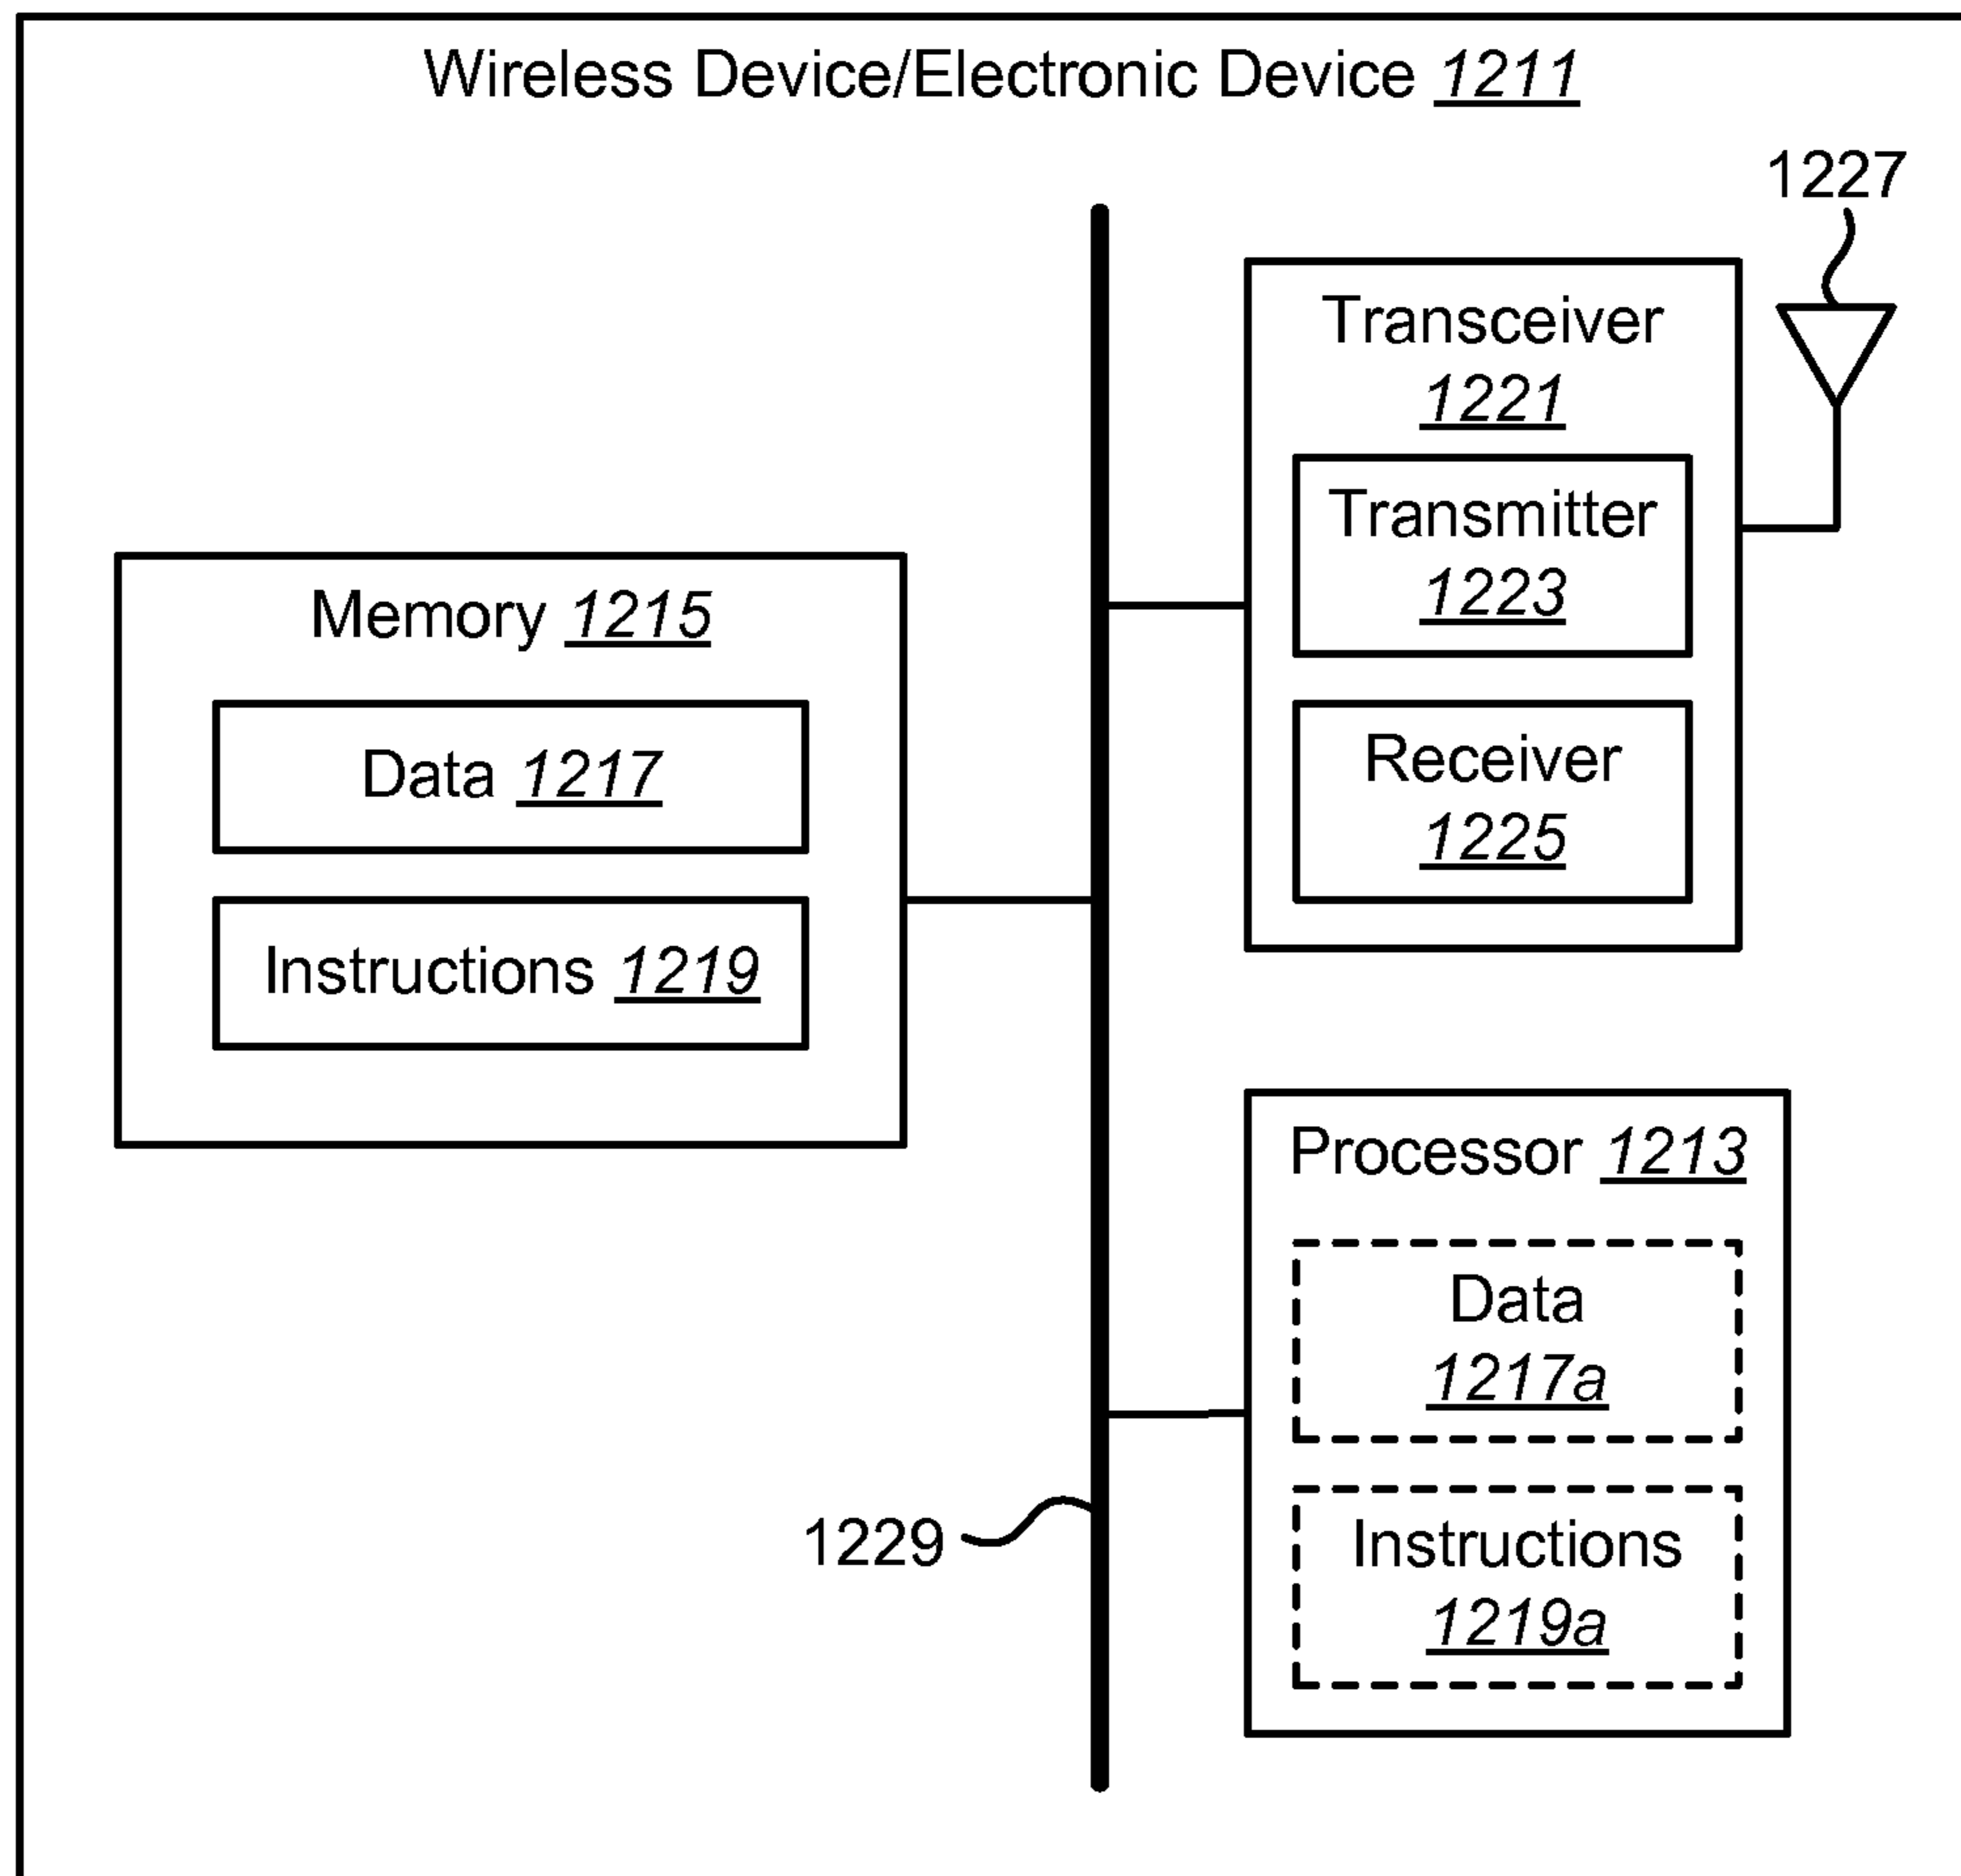 Wireless Device/Electronic Device 1211
1227
Transceiver
1221
Transmitter
1223
Receiver
1225
Memory 1215
Data 1217
Instructions 1219
Processor 1213
Data
1217a
Instructions
1219a
1229